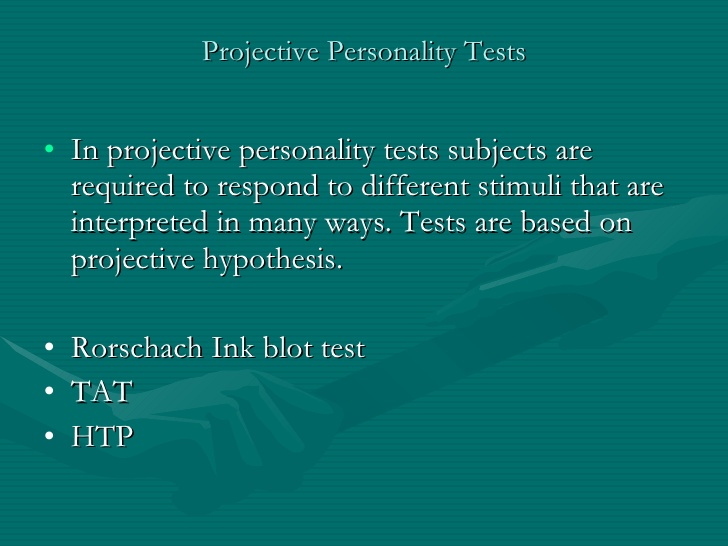 Projective Personality Tests
• In projective personality tests subjects are
required to respond to different stimuli that are
interpreted in many ways. Tests are based on
projective hypothesis.
• Rorschach Ink blot test
• TAT
• HTP